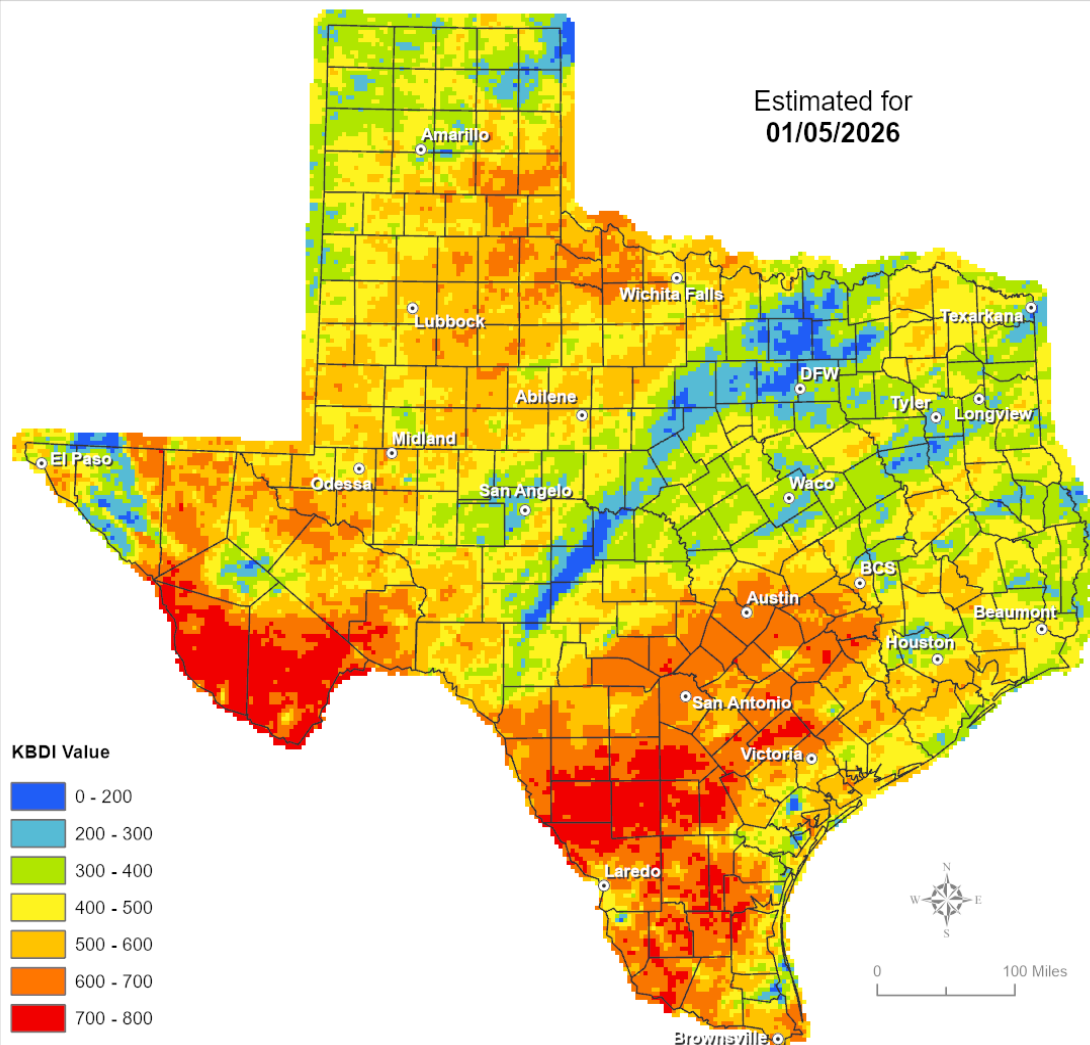 Estimated for
01/05/2026
Amarillo
Wichita Falls
Lubbock
Texarkana
DFW
Abilene
Tyler
Longview
Midland
El Paso
Odessa
San Angelo
Waco
BCS
Austin
Beaumont
Houston
San Antonio
Victoria
Laredo
Brownsville
KBDI Value
0 - 200
200 - 300
300 - 400
400 - 500
500 - 600
600 - 700
700 - 800
N
W E
S
0 100 Miles